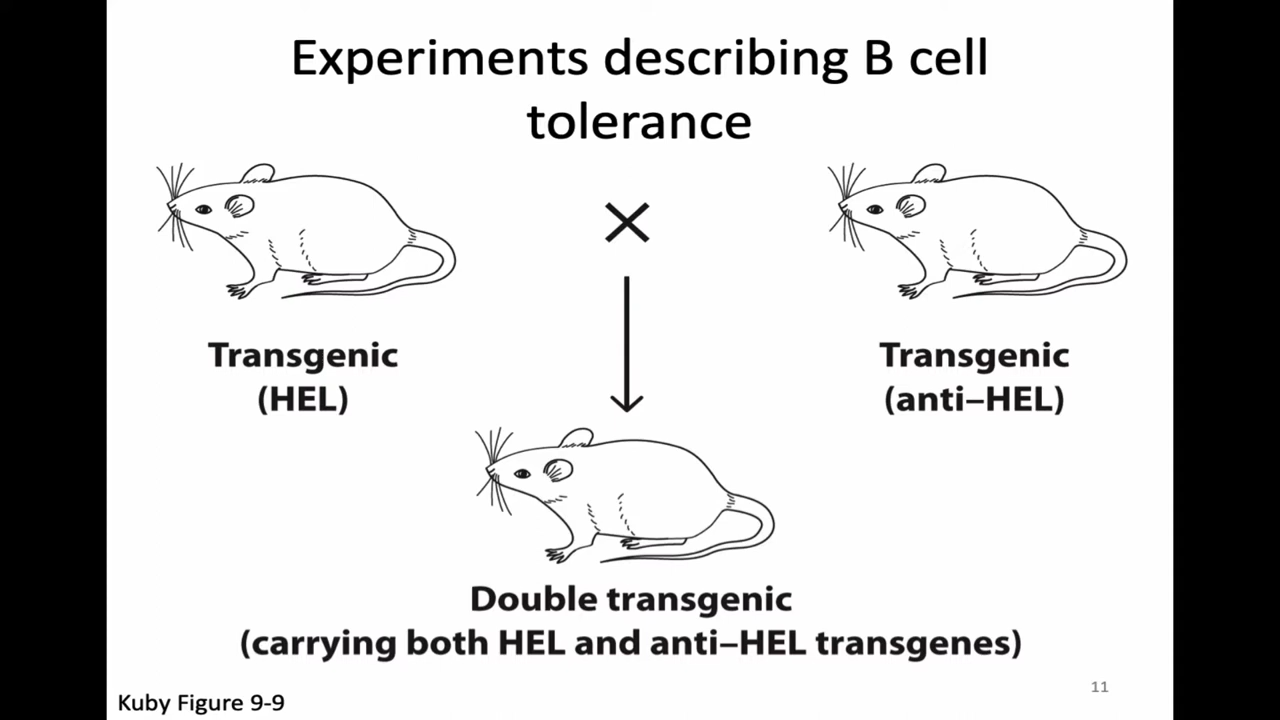 Experiments describing B cell
tolerance
Transgenic
(HEL)
Transgenic
(anti–HEL)
Double transgenic
(carrying both HEL and anti–HEL transgenes)
11
Kuby Figure 9-9